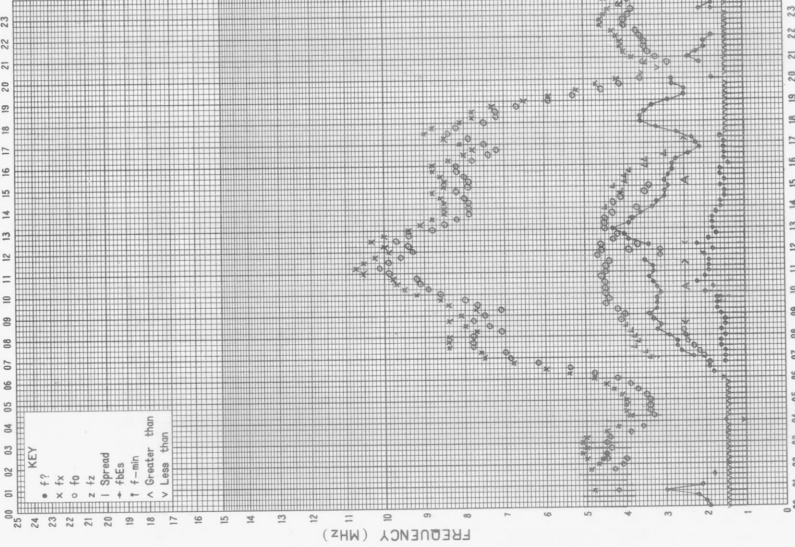 00 01 02 03 04 05 06 07 08 09 10 11 12 13 14 15 16 17 18 19 20 21 22 23
25
24
23
22
21
20
19
18
17
16
15
14
13
12
11
10
9
8
7
6
5
4
3
2
1
0
FREQUENCY (MHz)
KEY
• f?
x fx
o fo
z fz
| Spread
+ fbEs
↑ f-min
^ Greater than
v Less than